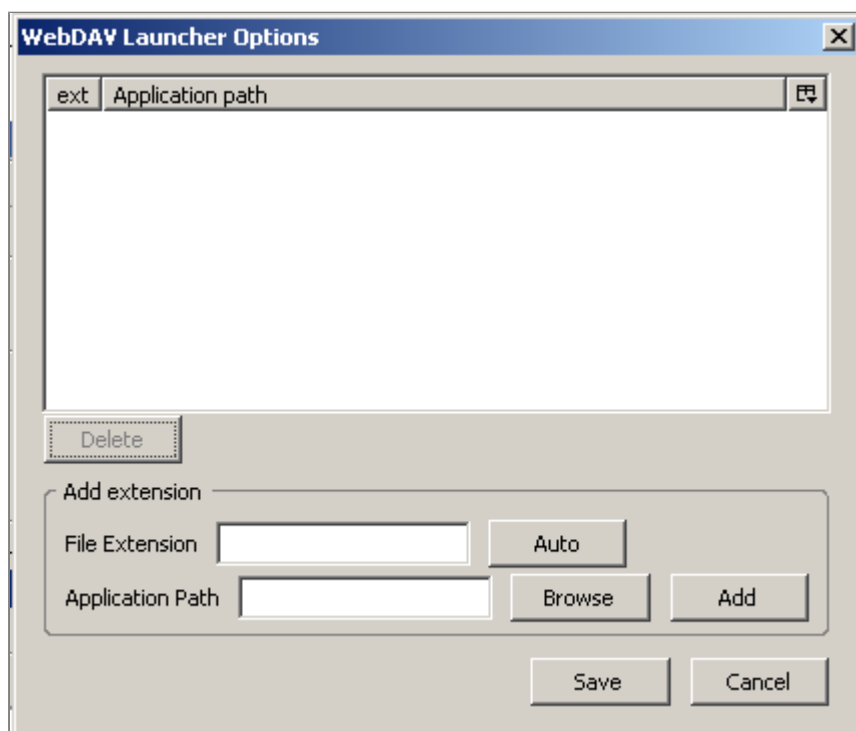 WebDAV Launcher Options
ext Application path
Delete
Add extension
File Extension Auto
Application Path Browse Add
Save Cancel